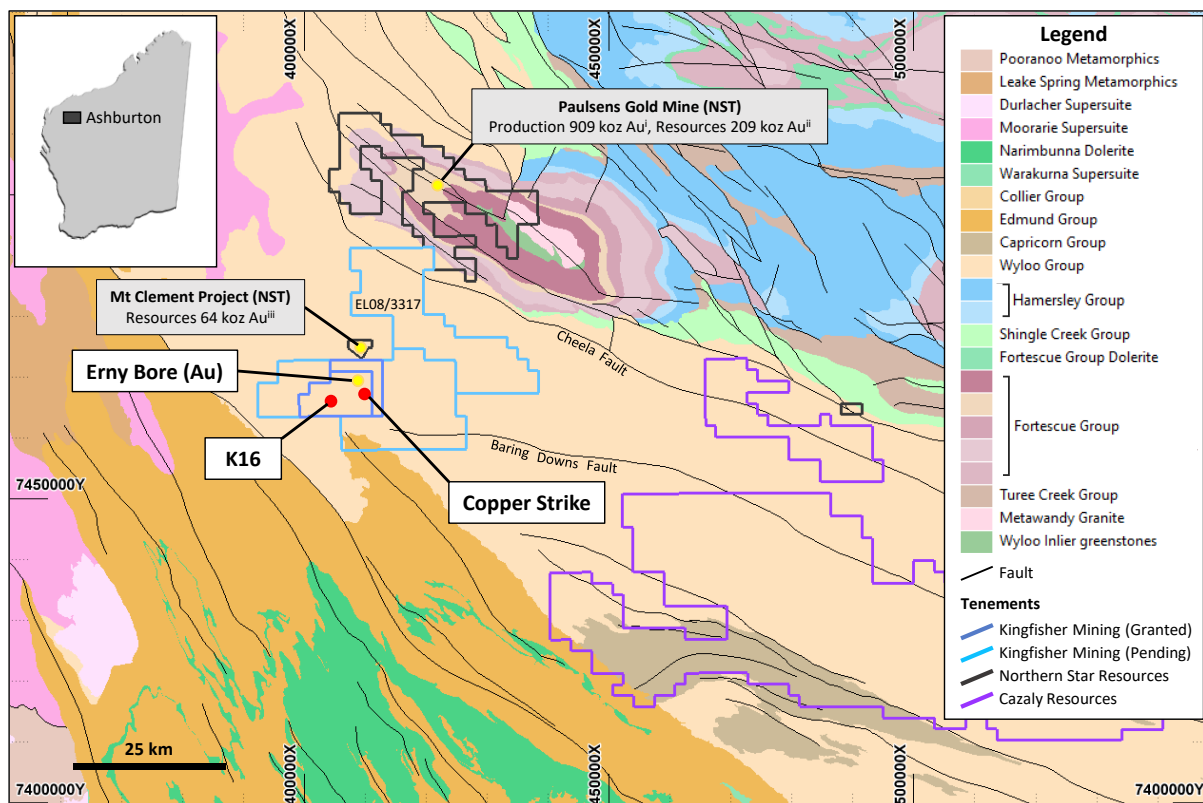 Ashburton
400000X
450000X
500000X
Paulsens Gold Mine (NST)
Production 909 koz Auⁱ, Resources 209 koz Auⁱⁱ
Mt Clement Project (NST)
Resources 64 koz Auⁱⁱⁱ
EL08/3317
Erny Bore (Au)
Cheela Fault
K16
Baring Downs Fault
Copper Strike
7450000Y
25 km
7400000Y
400000X
450000X
500000X
7400000Y
Legend
Pooranoo Metamorphics
Leake Spring Metamorphics
Durlacher Supersuite
Moorarie Supersuite
Narimbunna Dolerite
Warakurna Supersuite
Collier Group
Edmund Group
Capricorn Group
Wyloo Group
Hamersley Group
Shingle Creek Group
Fortescue Group Dolerite
Fortescue Group
Turee Creek Group
Metawandy Granite
Wyloo Inlier greenstones
Fault
Tenements
Kingfisher Mining (Granted)
Kingfisher Mining (Pending)
Northern Star Resources
Cazaly Resources